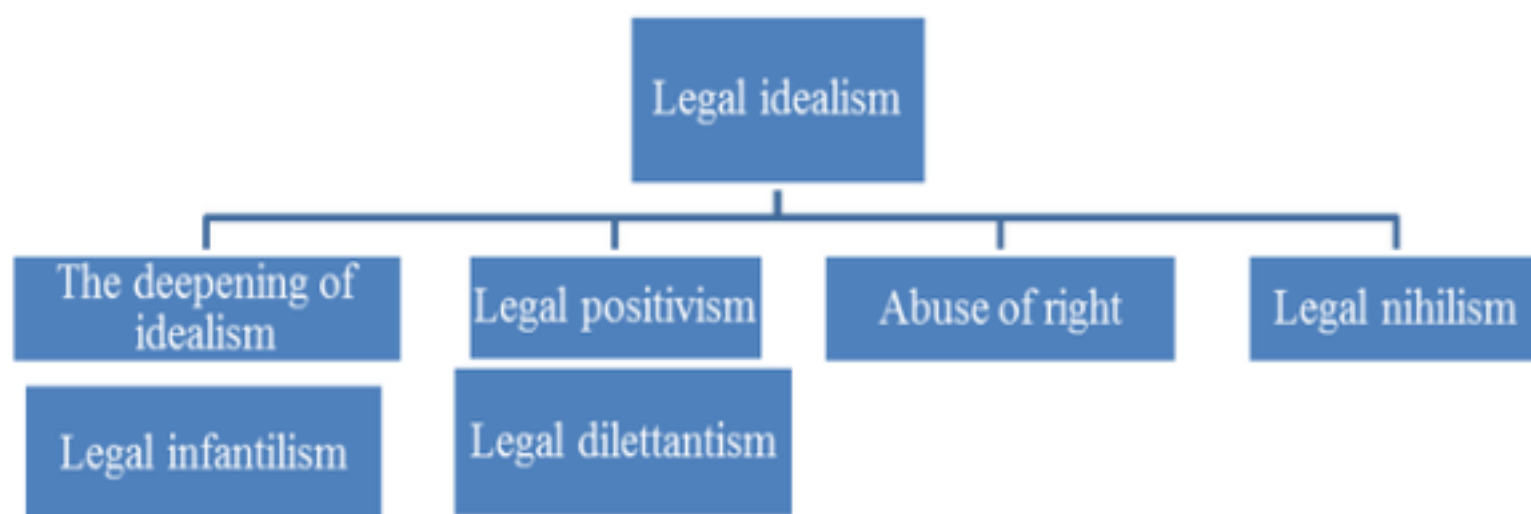 Legal idealism
The deepening of
idealism
Legal positivism
Abuse of right
Legal nihilism
Legal infantilism
Legal dilettantism